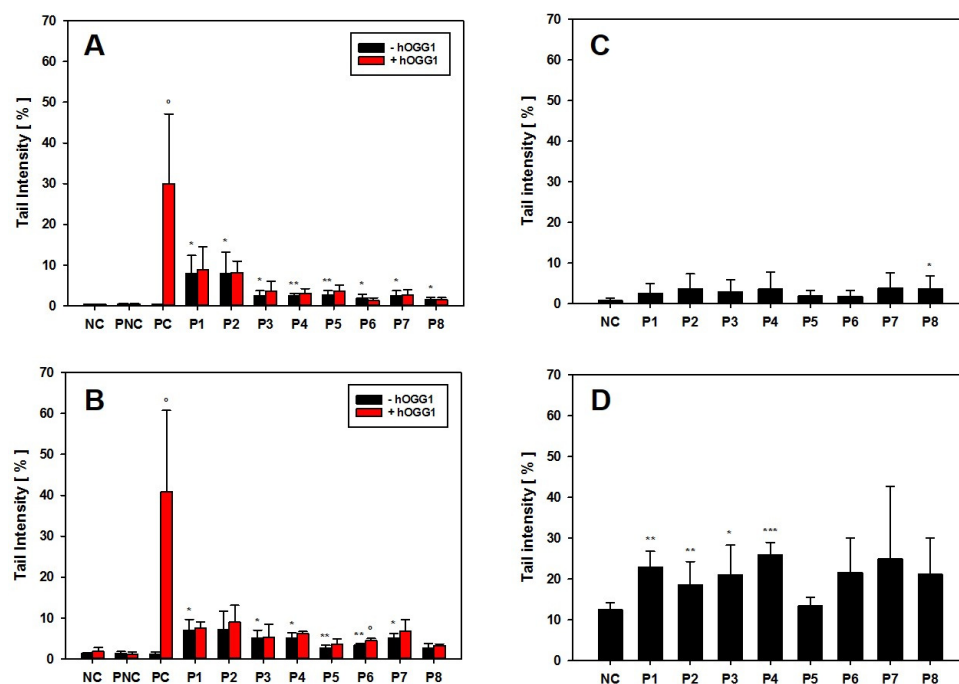 A
- hOGG1
+ hOGG1
Tail Intensity [ % ]
70
60
50
40
30
20
10
0
°
* * * ** ** * * *
NC PNC PC P1 P2 P3 P4 P5 P6 P7 P8
C
Tail intensity [ % ]
70
60
50
40
30
20
10
0
*
NC P1 P2 P3 P4 P5 P6 P7 P8
B
- hOGG1
+ hOGG1
Tail Intensity [ % ]
70
60
50
40
30
20
10
0
°
* * * ** ** ° *
NC PNC PC P1 P2 P3 P4 P5 P6 P7 P8
D
Tail intensity [ % ]
70
60
50
40
30
20
10
0
** ** * ***
NC P1 P2 P3 P4 P5 P6 P7 P8